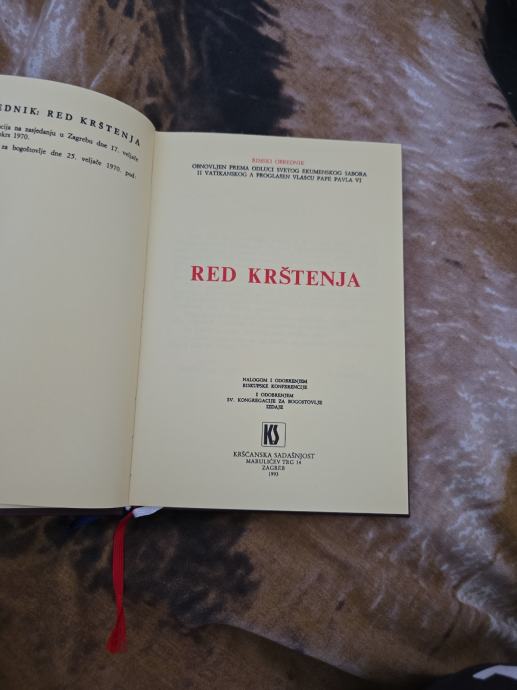 EDNIK: RED KRŠTENJA
cija na zasjedanju u Zagrebu dne 17. veljače
1970.
za bogoštovlje dne 25. veljače 1970. pod:
RIMSKI OBREDNIK
OBNOVLJEN PREMA ODLUCI SVETOG EKUMENSKOG SABORA
II VATIKANSKOG A PROGLAŠEN VLAŠĆU PAPE PAVLA VI
RED KRŠTENJA
NALOGOM I ODOBRENJEM
BISKUPSKE KONFERENCIJE
I ODOBRENJEM
SV. KONGREGACIJE ZA BOGOŠTOVLJE
IZDAJE
KS
KRŠĆANSKA SADAŠNJOST
MARULIĆEV TRG 14
ZAGREB
1993